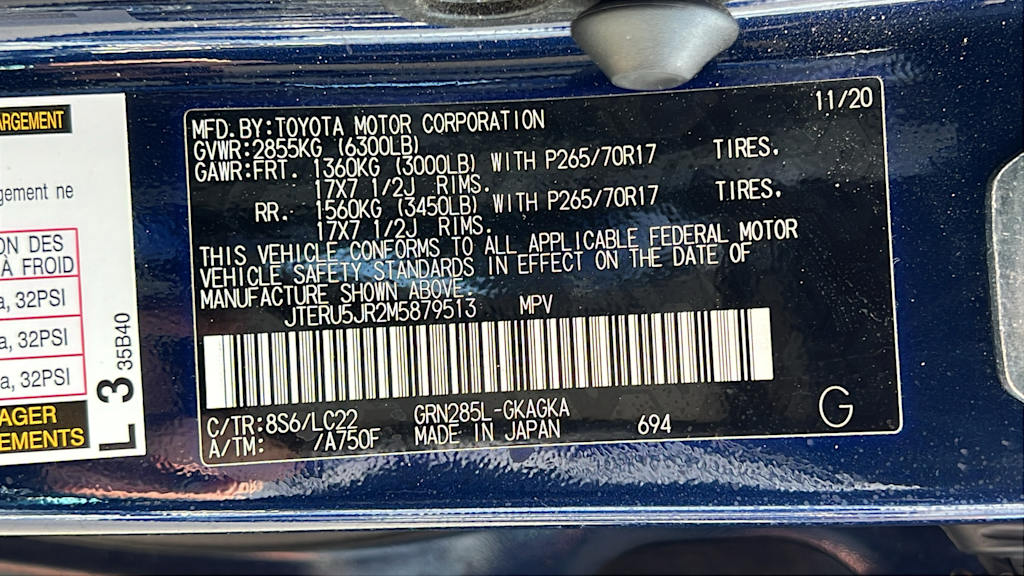 ARGEMENT
gement ne
ON DES
À FROID
a, 32PSI
a, 32PSI
a, 32PSI
AGER
EMENTS
L 3 35B40
11/20
MFD.BY:TOYOTA MOTOR CORPORATION
GVWR:2855KG (6300LB)
GAWR:FRT. 1360KG (3000LB) WITH P265/70R17 TIRES.
17X7 1/2J RIMS.
RR. 1560KG (3450LB) WITH P265/70R17 TIRES.
17X7 1/2J RIMS.
THIS VEHICLE CONFORMS TO ALL APPLICABLE FEDERAL MOTOR
VEHICLE SAFETY STANDARDS IN EFFECT ON THE DATE OF
MANUFACTURE SHOWN ABOVE.
JTERU5JR2M5879513 MPV
C/TR:8S6/LC22 GRN285L-GKAGKA
A/TM: /A750F MADE IN JAPAN 694
G